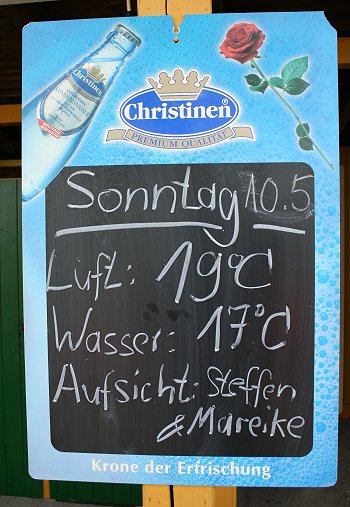 Christinen®
PREMIUM QUALITÄT
Sonntag 10.5
Luft: 19°C
Wasser: 17°C
Aufsicht: Steffen
& Mareike
Krone der Erfrischung